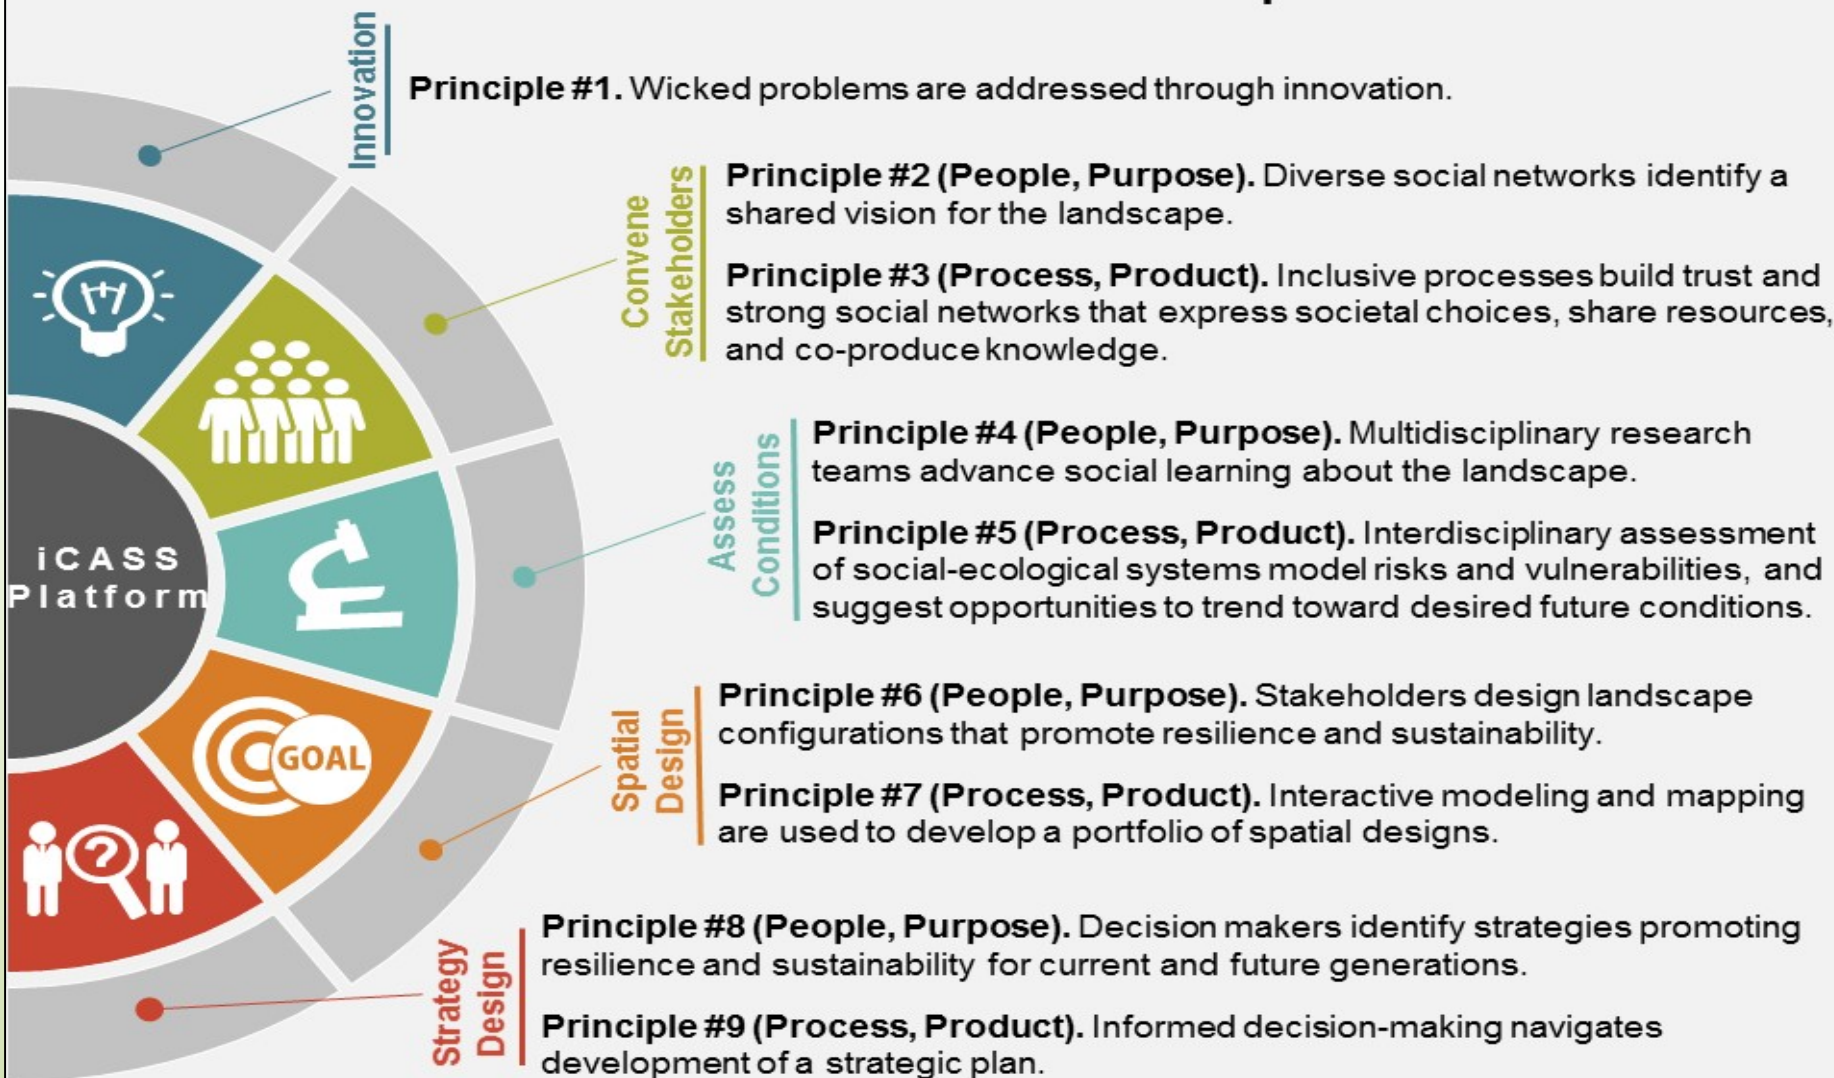 Innovation
Principle #1. Wicked problems are addressed through innovation.
Convene
Stakeholders
Principle #2 (People, Purpose). Diverse social networks identify a
shared vision for the landscape.
Principle #3 (Process, Product). Inclusive processes build trust and
strong social networks that express societal choices, share resources,
and co-produce knowledge.
Assess
Conditions
Principle #4 (People, Purpose). Multidisciplinary research
teams advance social learning about the landscape.
Principle #5 (Process, Product). Interdisciplinary assessment
of social-ecological systems model risks and vulnerabilities, and
suggest opportunities to trend toward desired future conditions.
iCASS
Platform
Spatial
Design
Principle #6 (People, Purpose). Stakeholders design landscape
configurations that promote resilience and sustainability.
GOAL
Principle #7 (Process, Product). Interactive modeling and mapping
are used to develop a portfolio of spatial designs.
?
Strategy
Design
Principle #8 (People, Purpose). Decision makers identify strategies promoting
resilience and sustainability for current and future generations.
Principle #9 (Process, Product). Informed decision-making navigates
development of a strategic plan.